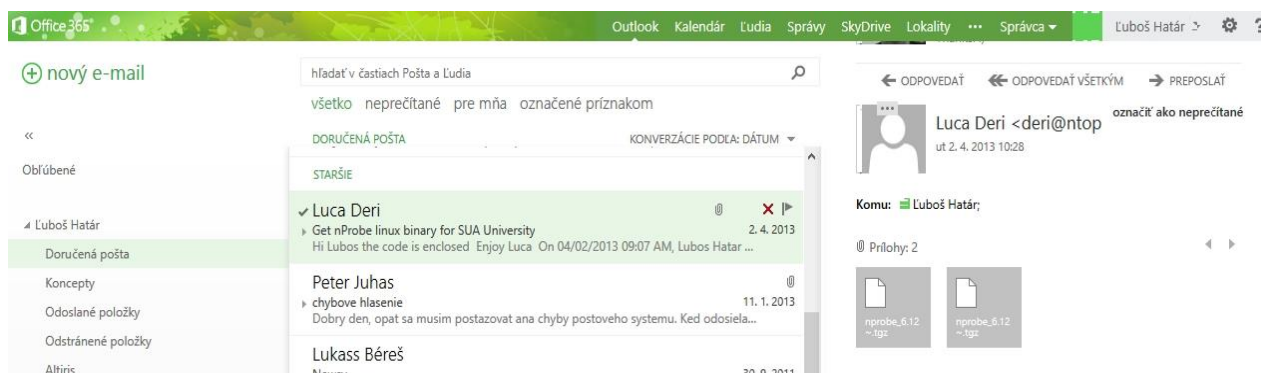 Office 365
Outlook Kalendár Ľudia Správy SkyDrive Lokality ••• Správca Ľuboš Határ ?
nový e-mail
«
Obľúbené
Ľuboš Határ
Doručená pošta
Koncepty
Odoslané položky
Odstránené položky
Altiris
hľadať v častiach Pošta a Ľudia
všetko neprečítané pre mňa označené príznakom
DORUČENÁ POŠTA KONVERZÁCIE PODĽA: DÁTUM
STARŠIE
Luca Deri
Get nProbe linux binary for SUA University 2. 4. 2013
Hi Lubos the code is enclosed Enjoy Luca On 04/02/2013 09:07 AM, Lubos Hatar ...
Peter Juhas
chybove hlasenie 11. 1. 2013
Dobry den, opat sa musim postazovat ana chyby postoveho systemu. Ked odosiela...
Lukass Béreš
30. 9. 2011
ODPOVEDAŤ ODPOVEDAŤ VŠETKÝM PREPOSLAŤ
označiť ako neprečítané
Luca Deri <deri@ntop
ut 2. 4. 2013 10:28
Komu: Ľuboš Határ;
Prílohy: 2
nprobe_6.12
~.tgz
nprobe_6.12
~.tgz